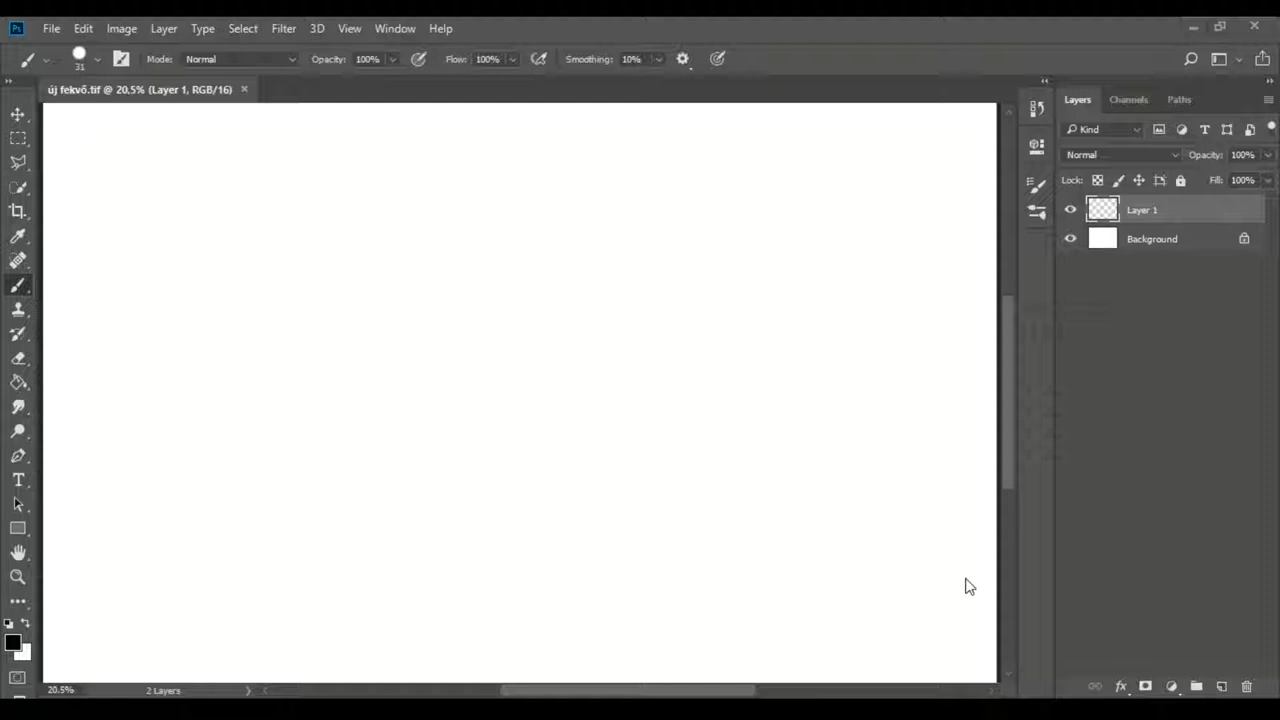 Ps File Edit Image Layer Type Select Filter 3D View Window Help
31 Mode: Normal Opacity: 100% Flow: 100% Smoothing: 10%
új fekvő.tif @ 20,5% (Layer 1, RGB/16)
Layers Channels Paths
Kind
Normal Opacity: 100%
Lock: Fill: 100%
Layer 1
Background
20.5% 2 Layers